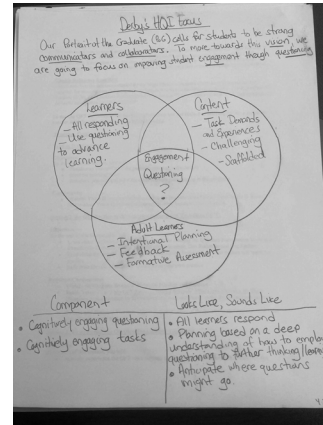 Derby's HQI Focus
Our Portrait of the Graduate (BG) calls for students to be strong
communicators and collaborators. To move towards this vision, we
are going to focus on improving student engagement though questioning
Learners
- All responding
- Use questioning
to advance
learning.
Content
- Task Demands
and Experiences
- Challenging
- Scaffolded
Engagement
Questioning
?
Adult Learners
- Intentional Planning
- Feedback
- Formative Assessment
Component
• Cognitively engaging questioning
• Cognitively engaging tasks
Looks Like, Sounds Like
• All learners respond
• Planning based on a deep
understanding of how to employ
questioning to further thinking/learn
• Anticipate where questions
might go.